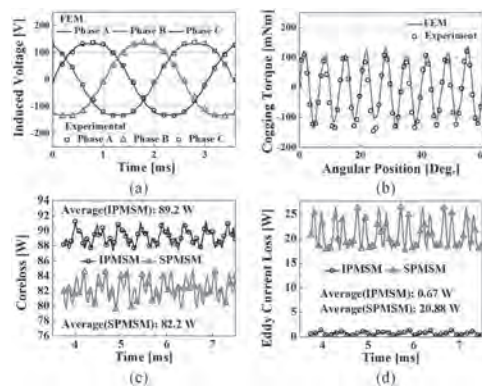 FEM
Phase A Phase B Phase C
Experimental
Phase A Phase B Phase C
Induced Voltage [V]
200
100
0
-100
-200
0 1 2 3
Time [ms]
(a)
FEM
Experiment
Cogging Torque [mNm]
200
100
0
-100
0 20 40 60
Angular Position [Deg.]
(b)
Average(IPMSM): 89.2 W
IPMSM SPMSM
Average(SPMSM): 82.2 W
Coreloss [W]
94
92
90
88
86
84
82
80
78
76
4 5 6 7
Time [ms]
(c)
IPMSM SPMSM
Average(IPMSM): 0.67 W
Average(SPMSM): 20.88 W
Eddy Current Loss [W]
25
20
15
10
5
0
4 5 6 7
Time [ms]
(d)